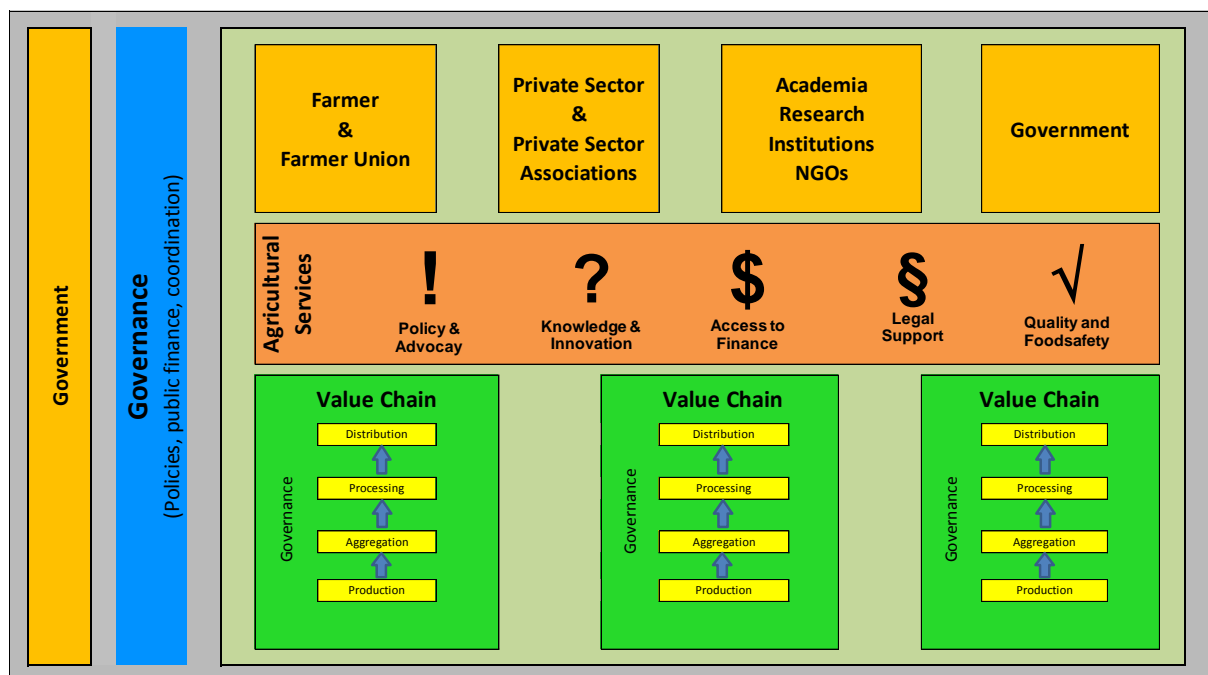 Government
Governance
(Policies, public finance, coordination)
Farmer
&
Farmer Union
Private Sector
&
Private Sector
Associations
Academia
Research
Institutions
NGOs
Government
Agricultural
Services
!
Policy &
Advocay
?
Knowledge &
Innovation
$
Access to
Finance
§
Legal
Support
√
Quality and
Foodsafety
Value Chain
Governance
Distribution
Processing
Aggregation
Production
Value Chain
Governance
Distribution
Processing
Aggregation
Production
Value Chain
Governance
Distribution
Processing
Aggregation
Production